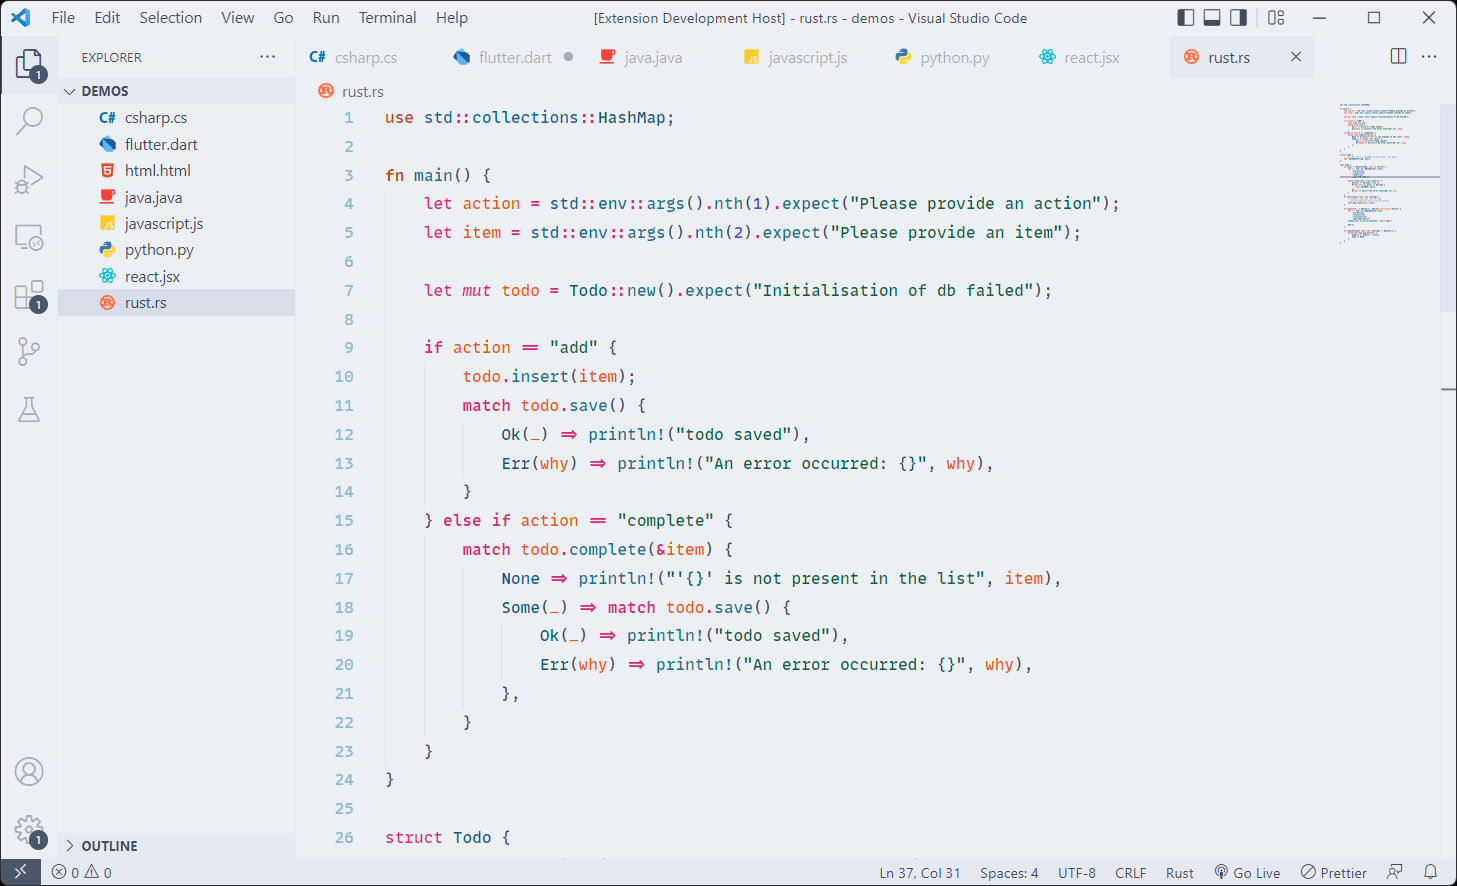 File Edit Selection View Go Run Terminal Help
[Extension Development Host] - rust.rs - demos - Visual Studio Code
EXPLORER
csharp.cs
flutter.dart
java.java
javascript.js
python.py
react.jsx
rust.rs
DEMOS
csharp.cs
flutter.dart
html.html
java.java
javascript.js
python.py
react.jsx
rust.rs
OUTLINE
rust.rs
1 use std::collections::HashMap;
2
3 fn main() {
4 let action = std::env::args().nth(1).expect("Please provide an action");
5 let item = std::env::args().nth(2).expect("Please provide an item");
6
7 let mut todo = Todo::new().expect("Initialisation of db failed");
8
9 if action == "add" {
10 todo.insert(item);
11 match todo.save() {
12 Ok(_) => println!("todo saved"),
13 Err(why) => println!("An error occurred: {}", why),
14 }
15 } else if action == "complete" {
16 match todo.complete(&item) {
17 None => println!("'{}' is not present in the list", item),
18 Some(_) => match todo.save() {
19 Ok(_) => println!("todo saved"),
20 Err(why) => println!("An error occurred: {}", why),
21 },
22 }
23 }
24 }
25
26 struct Todo {
1
1
1
0 0
Ln 37, Col 31 Spaces: 4 UTF-8 CRLF Rust Go Live Prettier